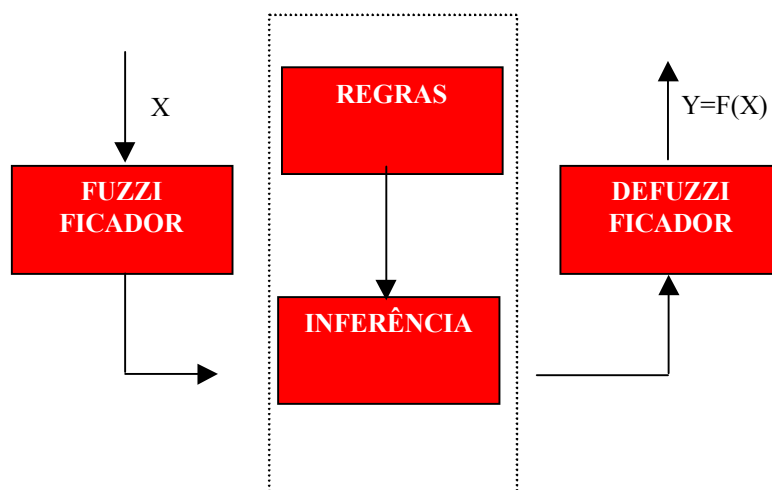 X
FUZZI
FICADOR
REGRAS
INFERÊNCIA
Y=F(X)
DEFUZZI
FICADOR